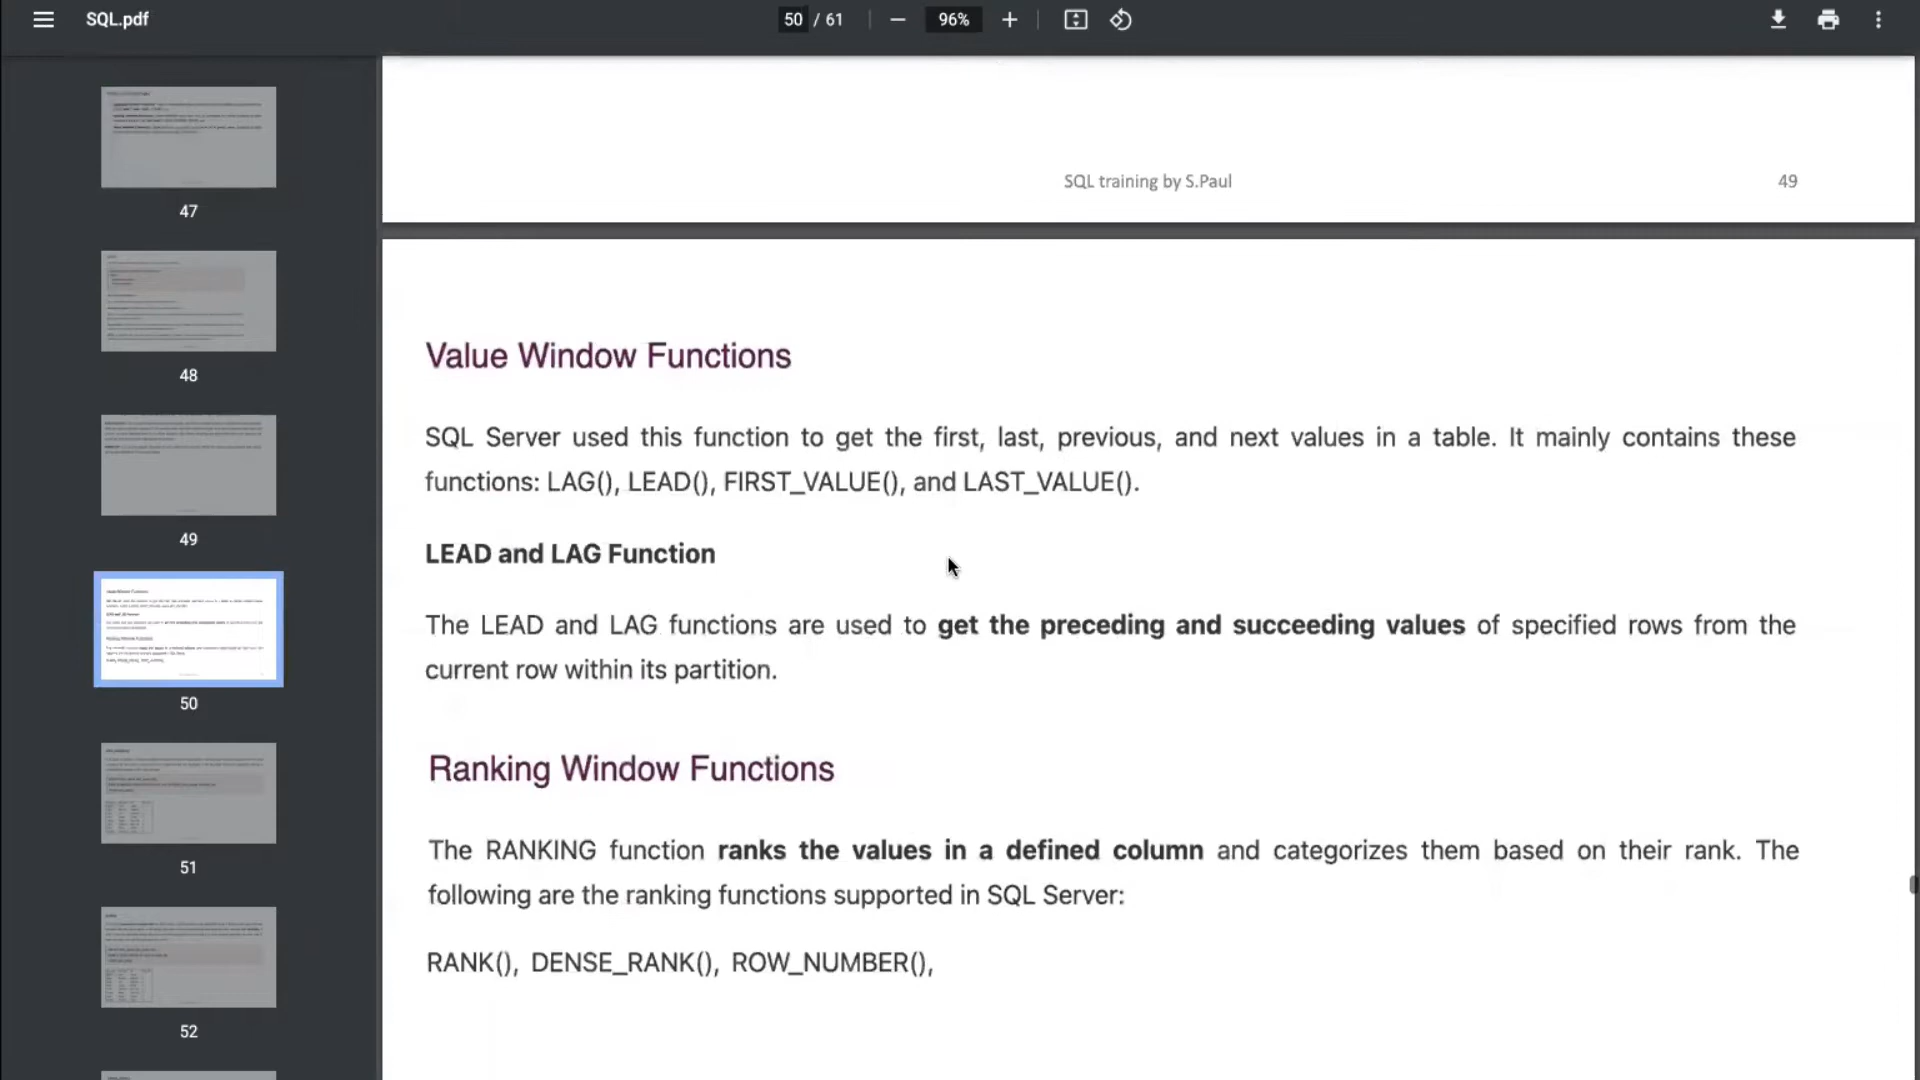 SQL.pdf
50 / 61
96%
47
48
49
50
51
52
SQL training by S.Paul
49
Value Window Functions
SQL Server used this function to get the first, last, previous, and next values in a table. It mainly contains these
functions: LAG(), LEAD(), FIRST_VALUE(), and LAST_VALUE().
LEAD and LAG Function
The LEAD and LAG functions are used to get the preceding and succeeding values of specified rows from the
current row within its partition.
Ranking Window Functions
The RANKING function ranks the values in a defined column and categorizes them based on their rank. The
following are the ranking functions supported in SQL Server:
RANK(), DENSE_RANK(), ROW_NUMBER(),